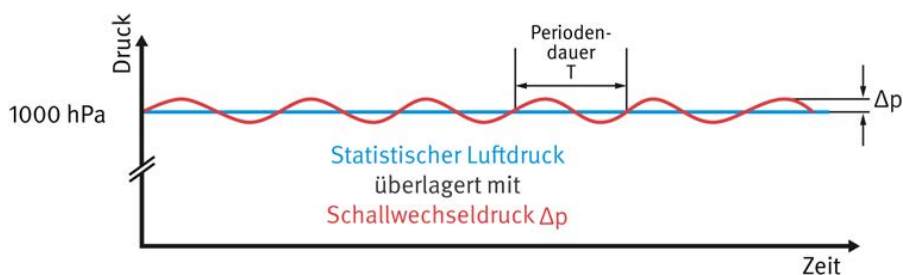 Druck
Perioden-
dauer
T
1000 hPa
Δp
Statistischer Luftdruck
überlagert mit
Schallwechseldruck Δp
Zeit